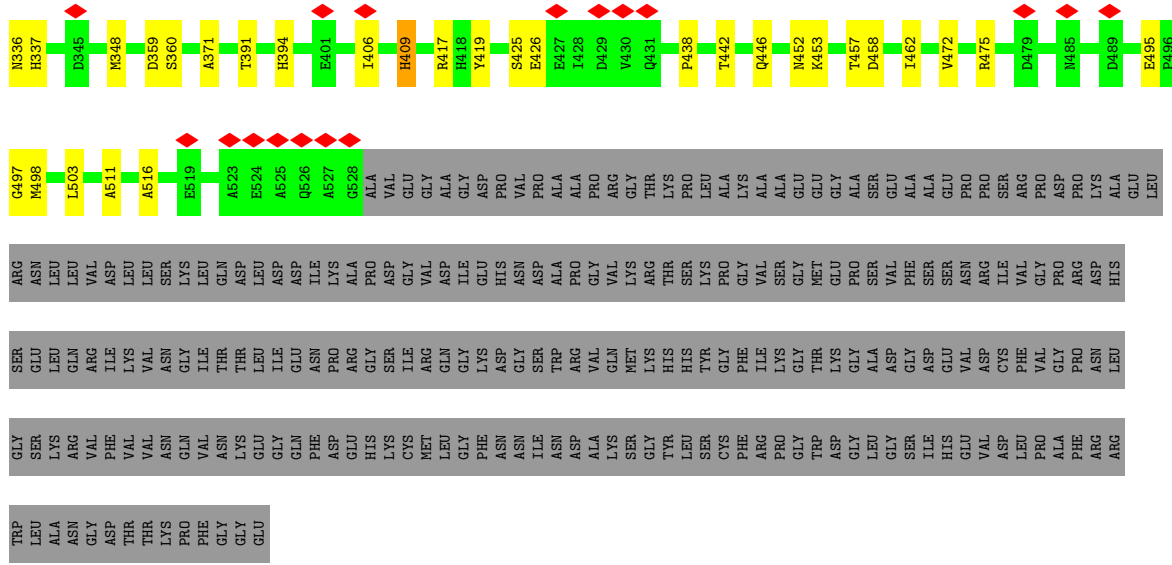 N336 H337 D345 M348 D359 S360 A371 T391 H394 E401 I406 H409 R417 H418 Y419 S425 E426 E427 I428 D429 V430 Q431 P438 T442 Q446 N452 K453 T457 D458 I462 V472 R475 D479 N485 D489 E495 P496
G497 M498 L503 A511 A516 E519 A523 E524 A525 Q526 A527 G528 ALA VAL GLU GLY ALA GLY ASP PRO VAL PRO ALA ALA PRO ARG GLY THR LYS PRO LEU ALA LYS ALA ALA GLU GLU GLY ALA SER GLU ALA ALA GLU PRO PRO SER ARG PRO ASP PRO LYS ALA GLU LEU
ARG ASN LEU LEU VAL ASP LEU LEU SER LYS LEU GLN ASP LEU ASP ASP ILE LYS ALA PRO ASP GLY VAL ASP ILE GLU HIS ASN ASP ALA PRO GLY VAL LYS ARG THR SER LYS PRO GLY VAL SER GLY MET GLU PRO SER VAL PHE SER SER ASN ARG ILE VAL GLY PRO ARG ASP HIS
SER GLU LEU GLN ARG ILE LYS VAL ASN GLY ILE THR THR LEU ILE GLU ASN PRO ARG GLY SER ILE ARG GLN GLY LYS ASP GLY SER TRP ARG VAL GLN MET LYS HIS HIS TYR GLY PHE ILE LYS GLY THR LYS GLY ALA ASP GLY ASP GLU VAL ASP CYS PHE VAL GLY PRO ASN LEU
GLY SER LYS ARG VAL PHE VAL VAL ASN GLN VAL ASN LYS GLU GLY GLN PHE ASP GLU HIS LYS CYS MET LEU GLY PHE ASN ASN ILE ASN ASP ALA LYS SER GLY TYR LEU SER CYS PHE ARG PRO GLY TRP ASP GLY LEU GLY SER ILE HIS GLU VAL ASP LEU PRO ALA PHE ARG ARG
TRP LEU ALA ASN GLY ASP THR THR LYS PRO PHE GLY GLY GLU